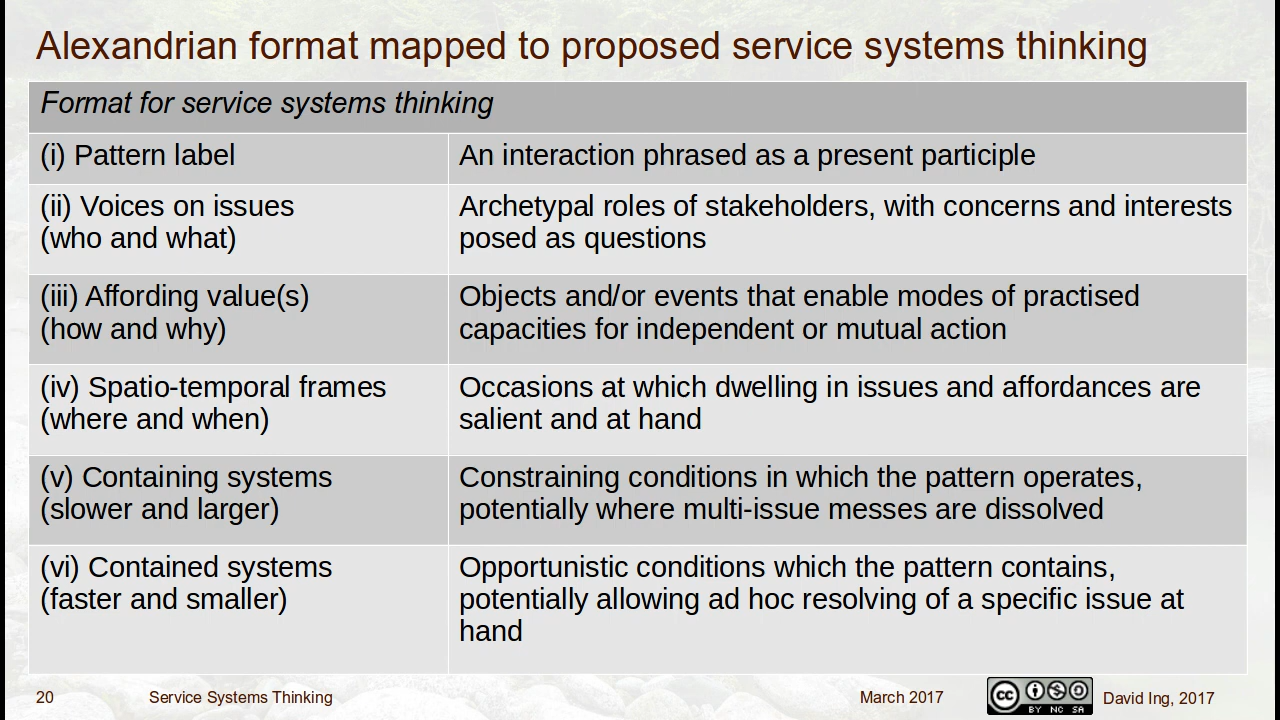 Alexandrian format mapped to proposed service systems thinking
Format for service systems thinking
(i) Pattern label
An interaction phrased as a present participle
(ii) Voices on issues
(who and what)
Archetypal roles of stakeholders, with concerns and interests
posed as questions
(iii) Affording value(s)
(how and why)
Objects and/or events that enable modes of practised
capacities for independent or mutual action
(iv) Spatio-temporal frames
(where and when)
Occasions at which dwelling in issues and affordances are
salient and at hand
(v) Containing systems
(slower and larger)
Constraining conditions in which the pattern operates,
potentially where multi-issue messes are dissolved
(vi) Contained systems
(faster and smaller)
Opportunistic conditions which the pattern contains,
potentially allowing ad hoc resolving of a specific issue at
hand
20
Service Systems Thinking
March 2017
cc
BY NC SA
David Ing, 2017